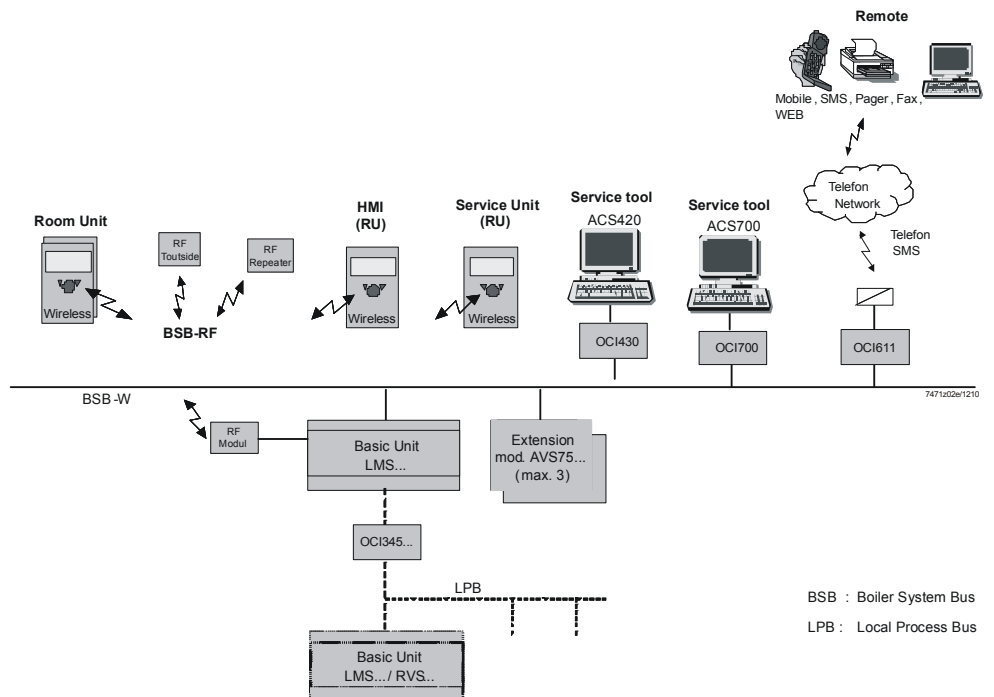 Remote
Mobile , SMS , Pager , Fax ,
WEB
Telefon
Network
Telefon
SMS
Room Unit
Wireless
RF
Toutside
RF
Repeater
BSB-RF
HMI
(RU)
Wireless
Service Unit
(RU)
Wireless
Service tool
ACS420
OCI430
Service tool
ACS700
OCI700
OCI611
BSB -W
7471z02e/1210
RF
Modul
Basic Unit
LMS...
Extension
mod. AVS75...
( max. 3 )
OCI345...
LPB
Basic Unit
LMS... / RVS...
BSB : Boiler System Bus
LPB : Local Process Bus